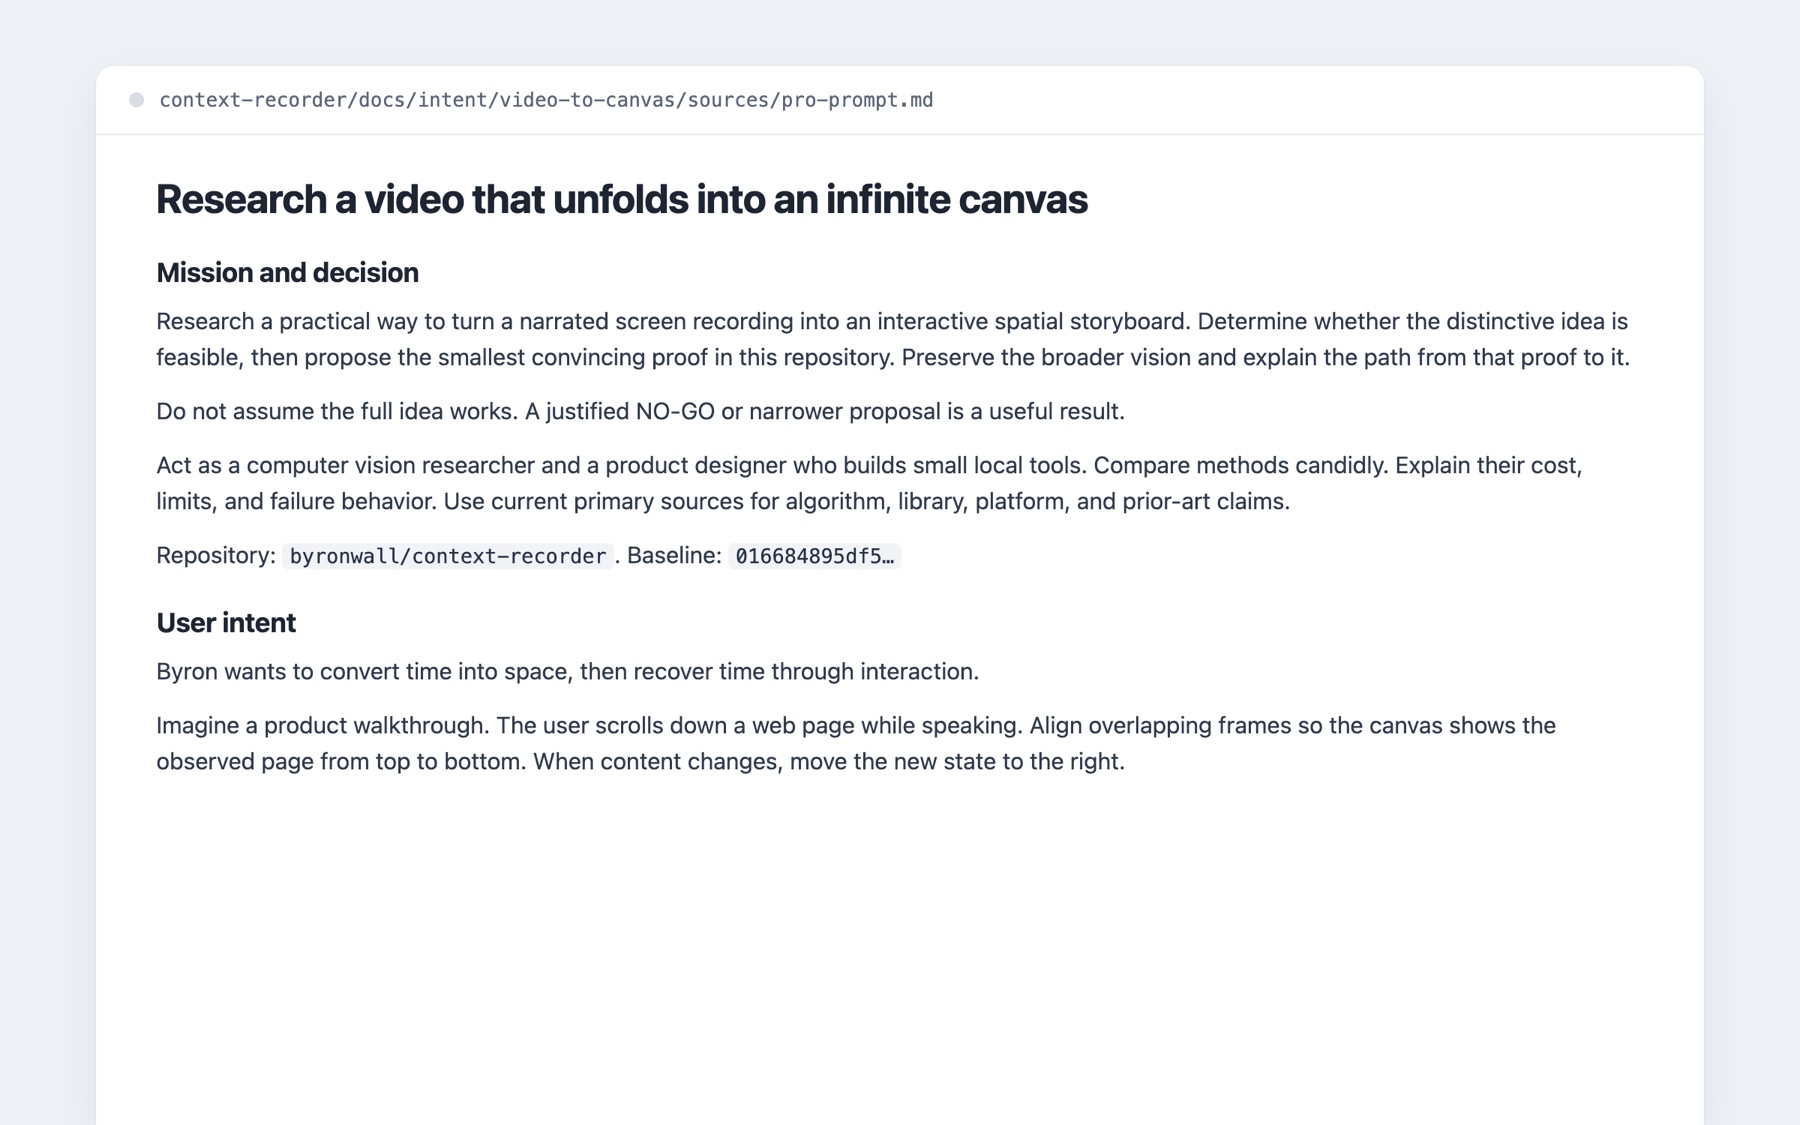 context-recorder/docs/intent/video-to-canvas/sources/pro-prompt.md
Research a video that unfolds into an infinite canvas
Mission and decision
Research a practical way to turn a narrated screen recording into an interactive spatial storyboard. Determine whether the distinctive idea is
feasible, then propose the smallest convincing proof in this repository. Preserve the broader vision and explain the path from that proof to it.
Do not assume the full idea works. A justified NO-GO or narrower proposal is a useful result.
Act as a computer vision researcher and a product designer who builds small local tools. Compare methods candidly. Explain their cost,
limits, and failure behavior. Use current primary sources for algorithm, library, platform, and prior-art claims.
Repository: byronwall/context-recorder. Baseline: 016684895df5…
User intent
Byron wants to convert time into space, then recover time through interaction.
Imagine a product walkthrough. The user scrolls down a web page while speaking. Align overlapping frames so the canvas shows the
observed page from top to bottom. When content changes, move the new state to the right.